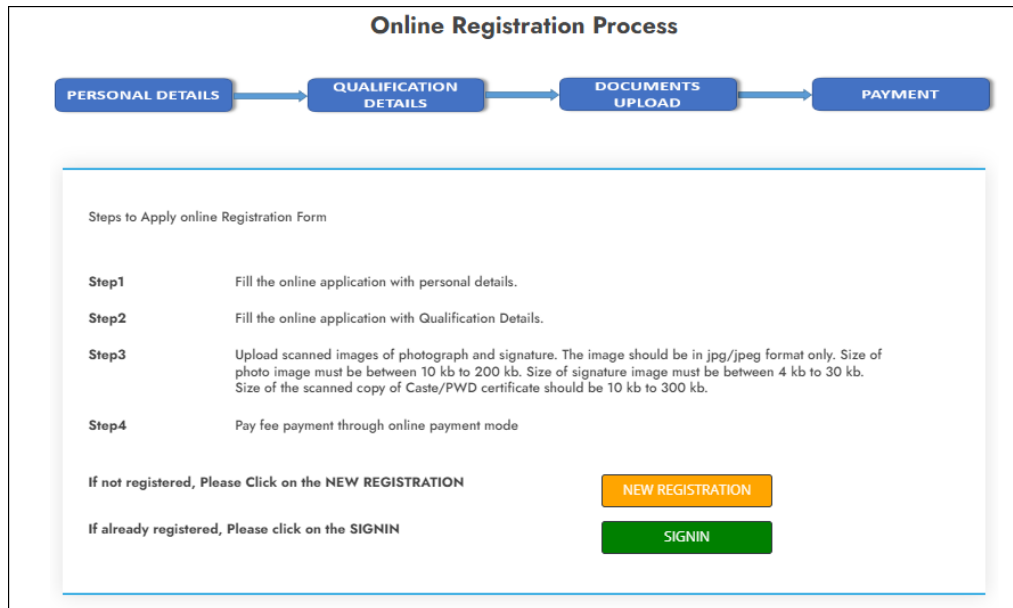 Online Registration Process
PERSONAL DETAILS
QUALIFICATION
DETAILS
DOCUMENTS
UPLOAD
PAYMENT
Steps to Apply online Registration Form
Step1 Fill the online application with personal details.
Step2 Fill the online application with Qualification Details.
Step3 Upload scanned images of photograph and signature. The image should be in jpg/jpeg format only. Size of
photo image must be between 10 kb to 200 kb. Size of signature image must be between 4 kb to 30 kb.
Size of the scanned copy of Caste/PWD certificate should be 10 kb to 300 kb.
Step4 Pay fee payment through online payment mode
If not registered, Please Click on the NEW REGISTRATION NEW REGISTRATION
If already registered, Please click on the SIGNIN SIGNIN